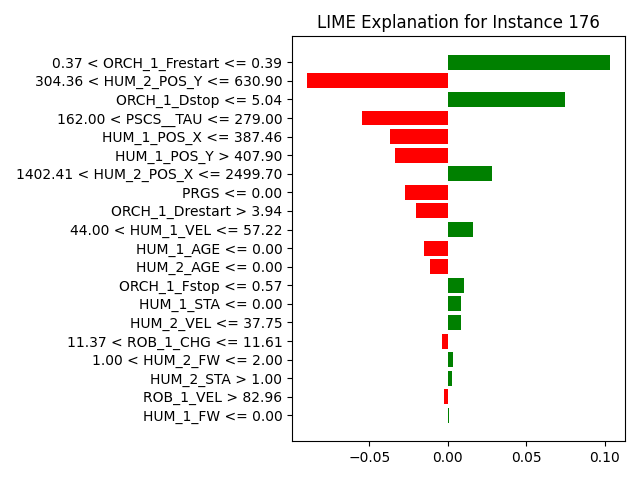 LIME Explanation for Instance 176
0.37 < ORCH_1_Frestart <= 0.39
304.36 < HUM_2_POS_Y <= 630.90
ORCH_1_Dstop <= 5.04
162.00 < PSCS__TAU <= 279.00
HUM_1_POS_X <= 387.46
HUM_1_POS_Y > 407.90
1402.41 < HUM_2_POS_X <= 2499.70
PRGS <= 0.00
ORCH_1_Drestart > 3.94
44.00 < HUM_1_VEL <= 57.22
HUM_1_AGE <= 0.00
HUM_2_AGE <= 0.00
ORCH_1_Fstop <= 0.57
HUM_1_STA <= 0.00
HUM_2_VEL <= 37.75
11.37 < ROB_1_CHG <= 11.61
1.00 < HUM_2_FW <= 2.00
HUM_2_STA > 1.00
ROB_1_VEL > 82.96
HUM_1_FW <= 0.00
−0.05 0.00 0.05 0.10